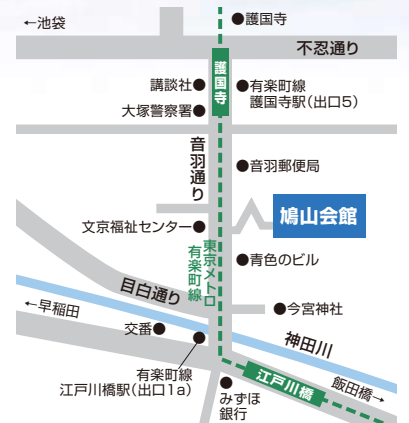 ←池袋
●護国寺
不忍通り
護国寺
講談社●
●有楽町線
護国寺駅(出口5)
大塚警察署●
音羽通り
●音羽郵便局
鳩山会館
文京福祉センター●
東京メトロ
有楽町線
●青色のビル
目白通り
←早稲田
●今宮神社
交番●
神田川
有楽町線
江戸川橋駅(出口1a)
江戸川橋
飯田橋→
みずほ
銀行